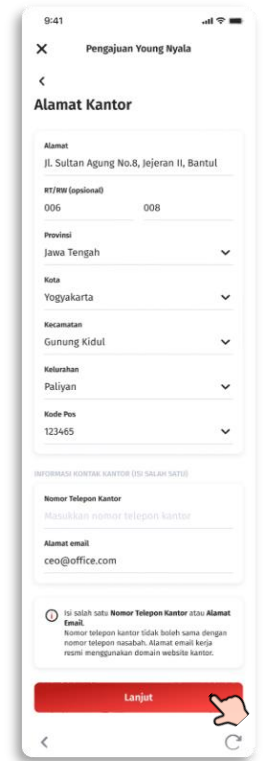 9:41
Pengajuan Young Nyala
Alamat Kantor
Alamat
Jl. Sultan Agung No.8, Jejeran II, Bantul
RT/RW (opsional)
006 008
Provinsi
Jawa Tengah
Kota
Yogyakarta
Kecamatan
Gunung Kidul
Kelurahan
Paliyan
Kode Pos
123465
INFORMASI KONTAK KANTOR (ISI SALAH SATU)
Nomor Telepon Kantor
Masukkan nomor telepon kantor
Alamat email
ceo@office.com
Isi salah satu Nomor Telepon Kantor atau Alamat
Email.
Nomor telepon kantor tidak boleh sama dengan
nomor telepon nasabah. Alamat email kerja
resmi menggunakan domain website kantor.
Lanjut